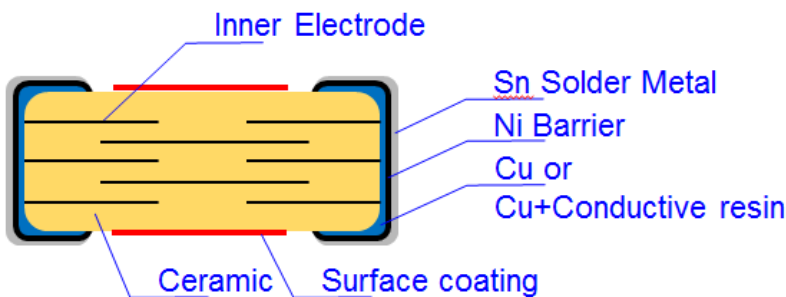 Inner Electrode
Sn Solder Metal
Ni Barrier
Cu or
Cu+Conductive resin
Ceramic
Surface coating